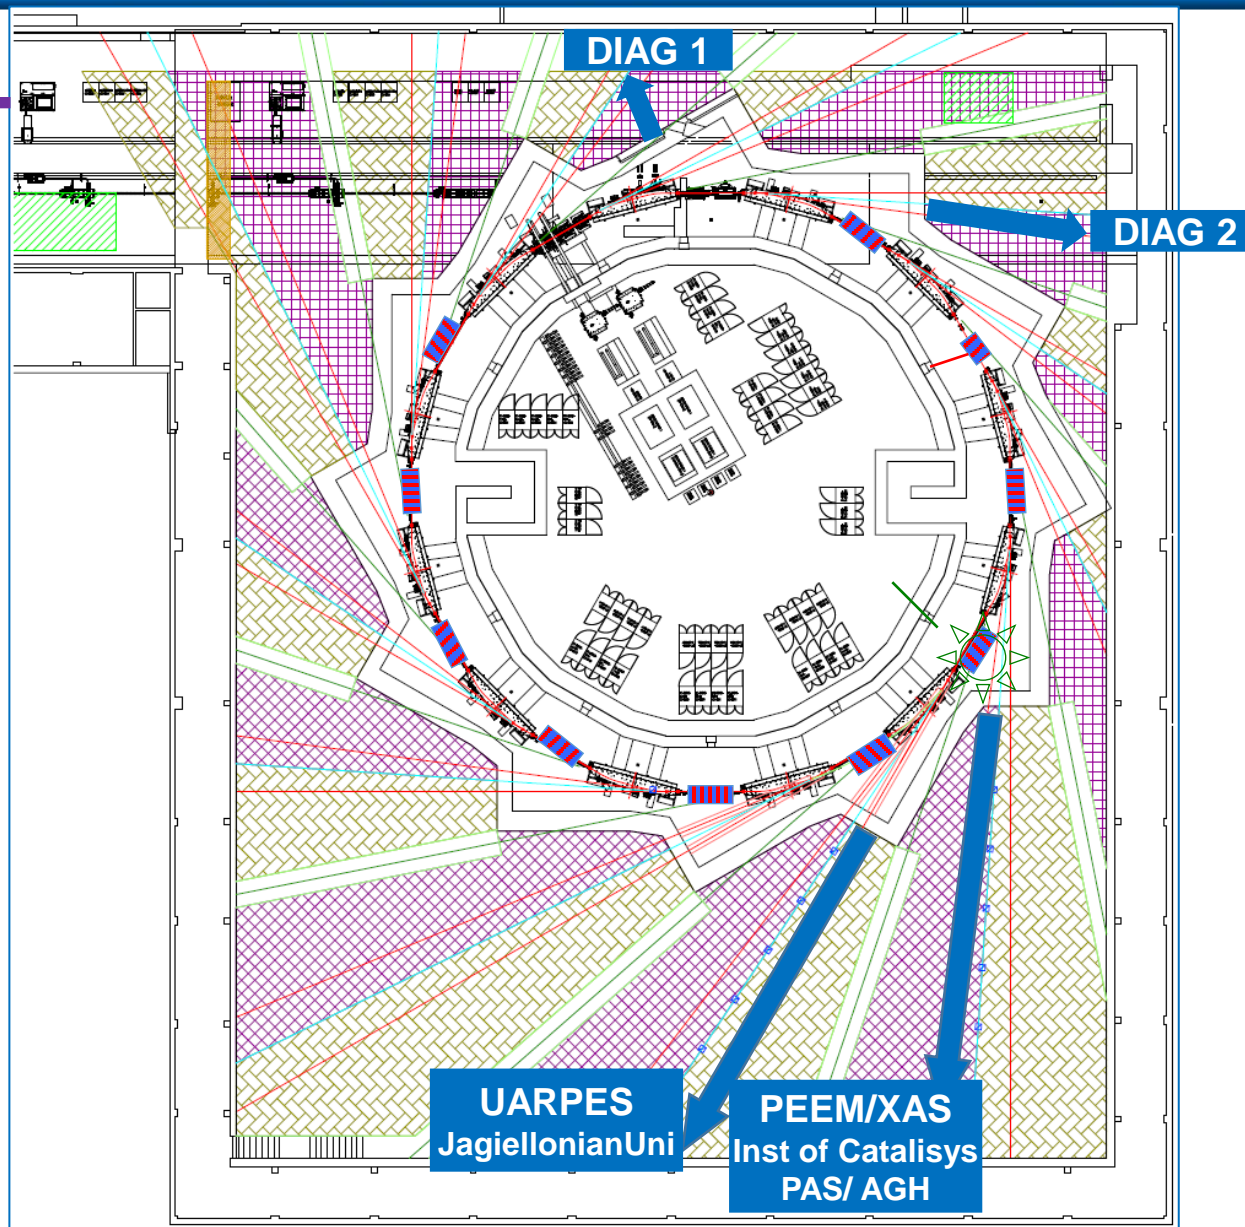 DIAG 1
DIAG 2
UARPES
JagiellonianUni
PEEM/XAS
Inst of Catalisys
PAS/ AGH